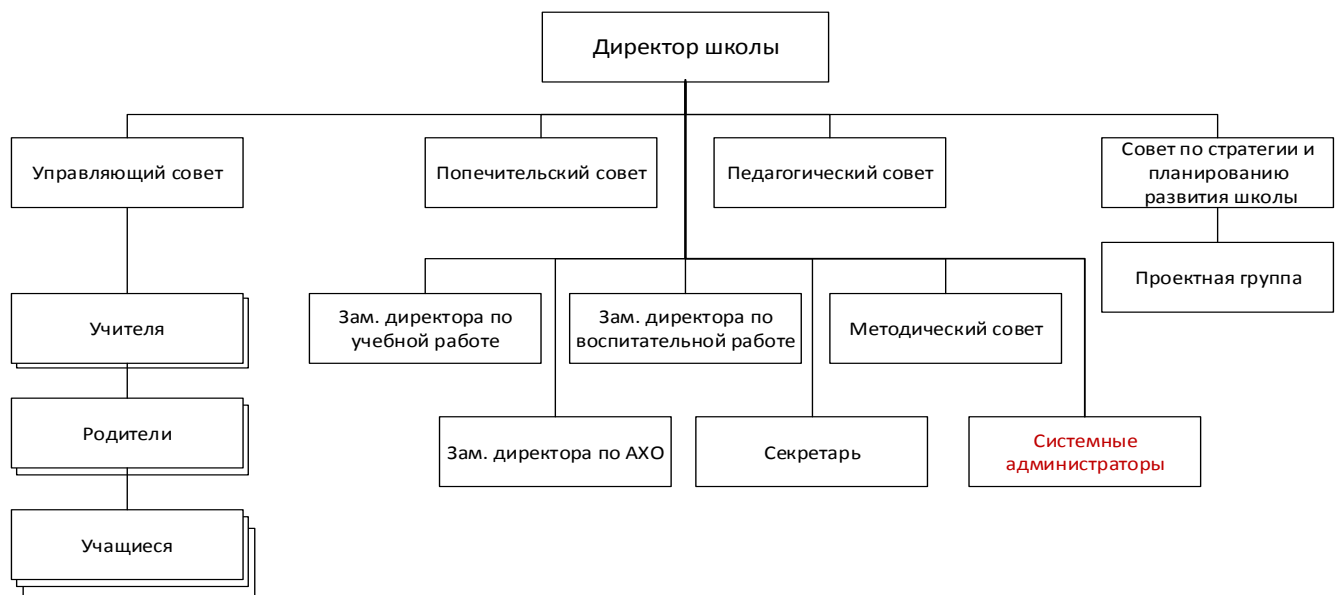 Директор школы
Управляющий совет
Попечительский совет
Педагогический совет
Совет по стратегии и
планированию
развития школы
Проектная группа
Учителя
Зам. директора по
учебной работе
Зам. директора по
воспитательной работе
Методический совет
Родители
Зам. директора по АХО
Секретарь
Системные
администраторы
Учащиеся